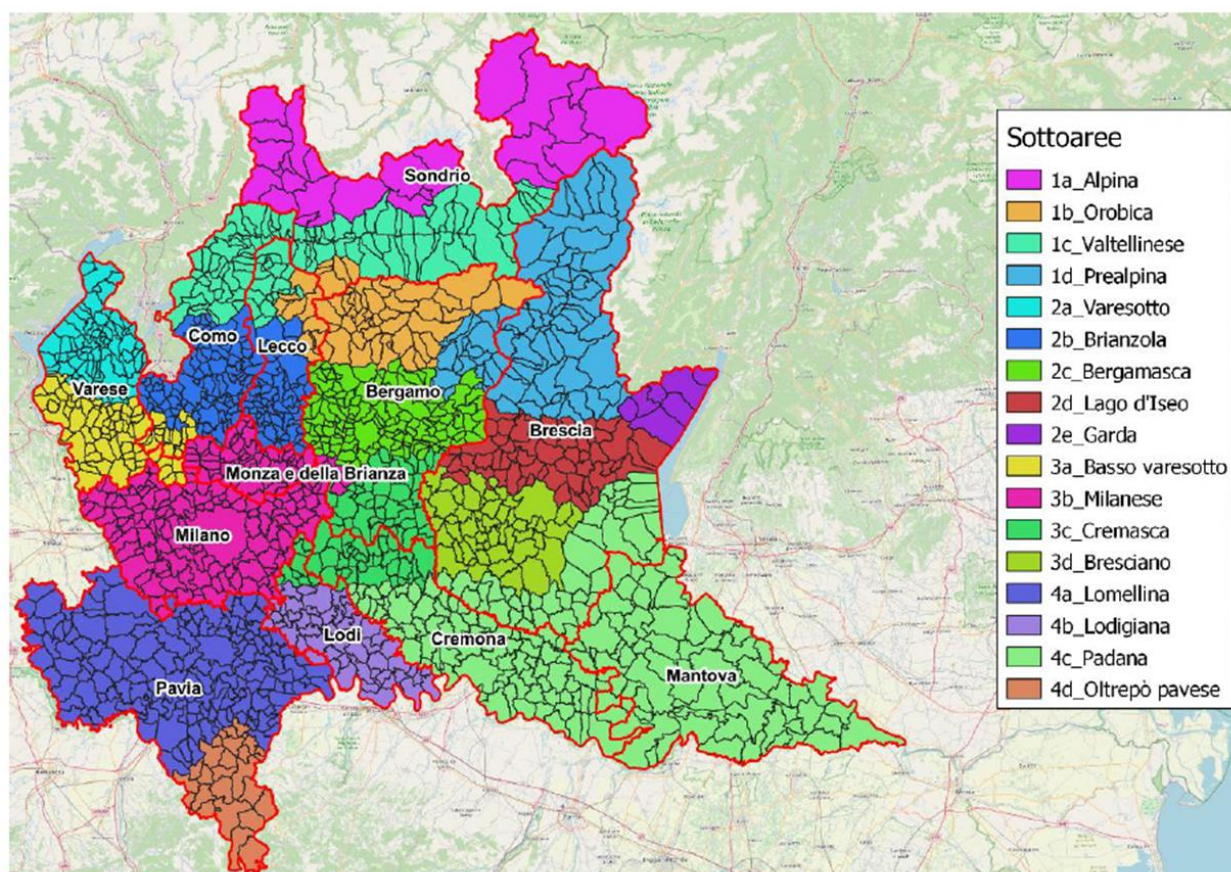 Sottoaree
1a_Alpina
1b_Orobica
1c_Valtellinese
1d_Prealpina
2a_Varesotto
2b_Brianzola
2c_Bergamasca
2d_Lago d'Iseo
2e_Garda
3a_Basso varesotto
3b_Milanese
3c_Cremasca
3d_Bresciano
4a_Lomellina
4b_Lodigiana
4c_Padana
4d_Oltrepò pavese
Sondrio
Como
Lecco
Varese
Bergamo
Brescia
Monza e della Brianza
Milano
Lodi
Cremona
Pavia
Mantova